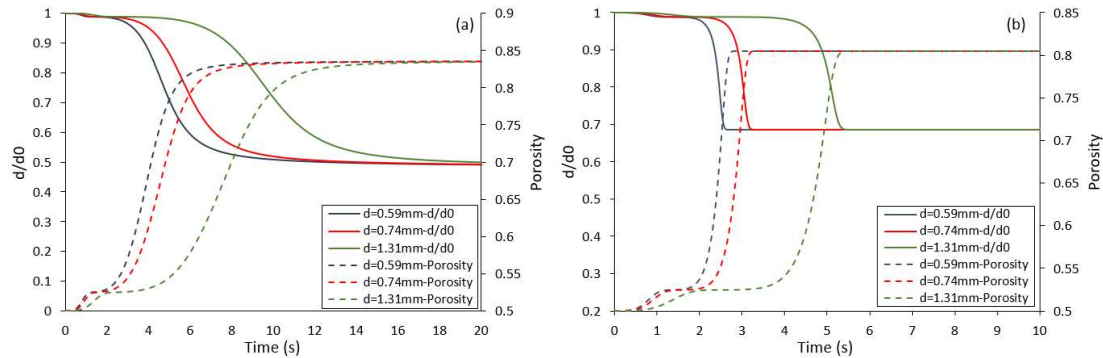 (a)
d/d0
1
0.9
0.8
0.7
0.6
0.5
0.4
0.3
0.2
0.1
0
0.9
0.85
0.8
0.75
0.7
0.65
0.6
0.55
0.5
Porosity
d=0.59mm-d/d0
d=0.74mm-d/d0
d=1.31mm-d/d0
d=0.59mm-Porosity
d=0.74mm-Porosity
d=1.31mm-Porosity
0 2 4 6 8 10 12 14 16 18 20
Time (s)
(b)
d/d0
1
0.9
0.8
0.7
0.6
0.5
0.4
0.3
0.2
0.85
0.8
0.75
0.7
0.65
0.6
0.55
0.5
Porosity
d=0.59mm-d/d0
d=0.74mm-d/d0
d=1.31mm-d/d0
d=0.59mm-Porosity
d=0.74mm-Porosity
d=1.31mm-Porosity
0 1 2 3 4 5 6 7 8 9 10
Time (s)